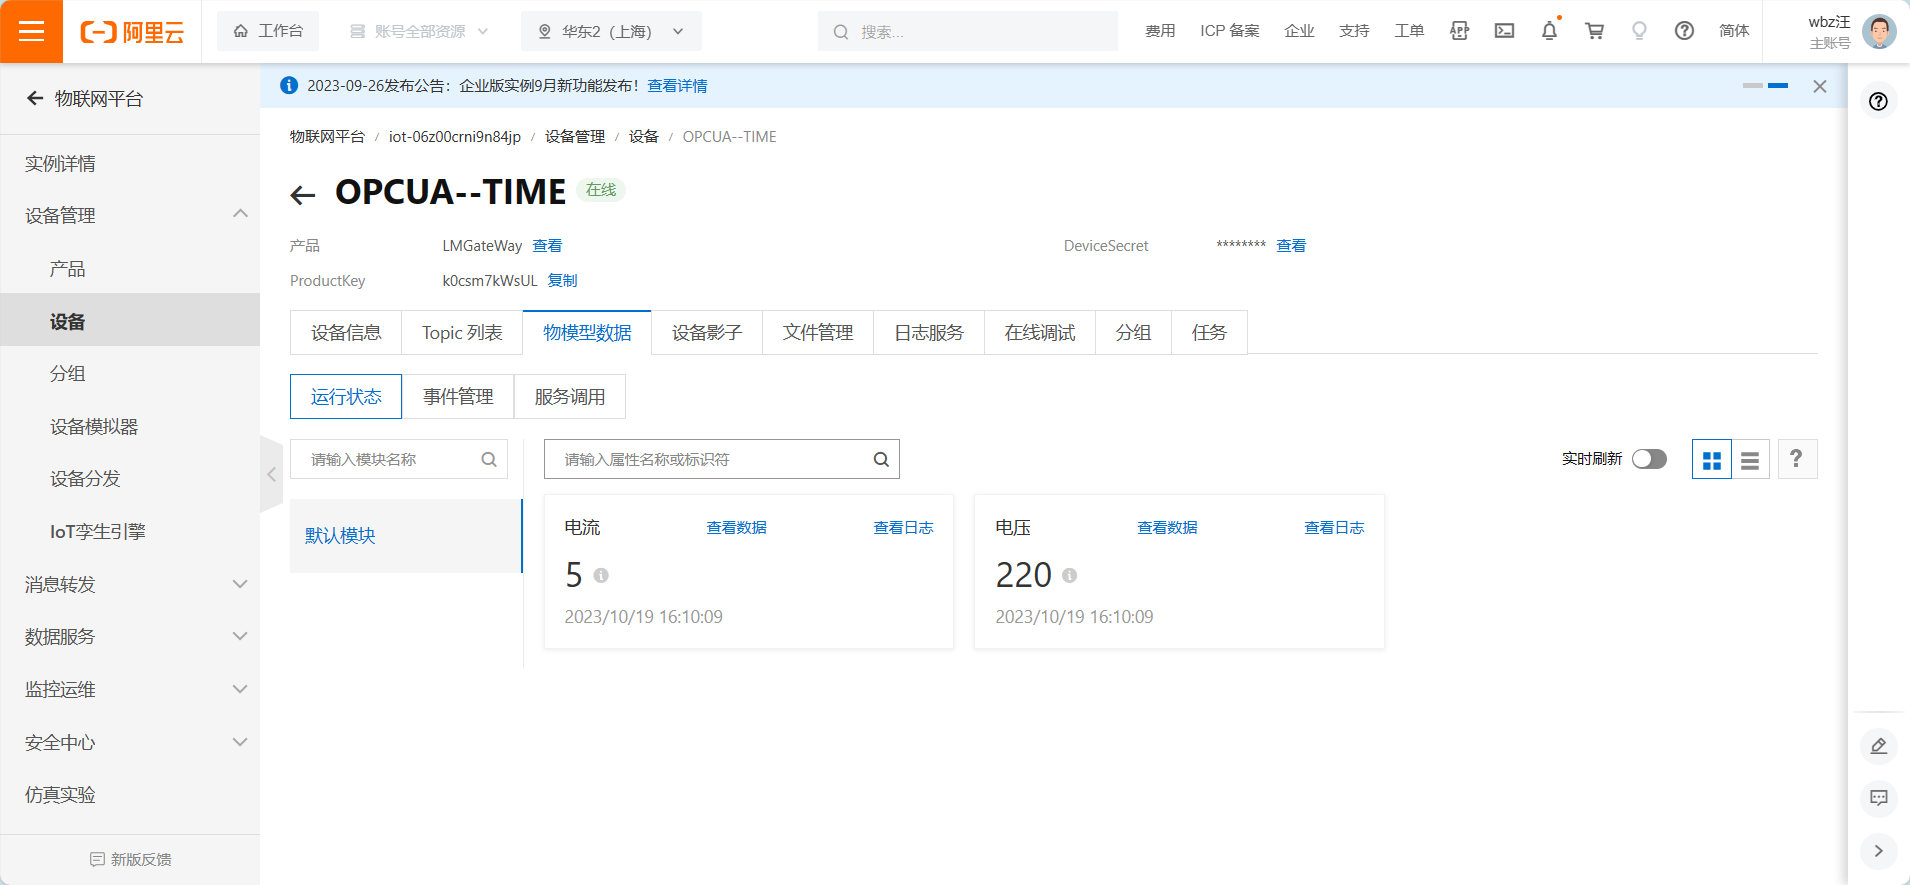 阿里云
工作台
账号全部资源
华东2（上海）
搜索...
费用
ICP 备案
企业
支持
工单
APP
简体
wbz汪
主账号
物联网平台
实例详情
设备管理
产品
设备
分组
设备模拟器
设备分发
IoT孪生引擎
消息转发
数据服务
监控运维
安全中心
仿真实验
新版反馈
2023-09-26发布公告：企业版实例9月新功能发布！查看详情
物联网平台 / iot-06z00crni9n84jp / 设备管理 / 设备 / OPCUA--TIME
OPCUA--TIME 在线
产品 LMGateWay 查看
DeviceSecret ******** 查看
ProductKey k0csm7kWsUL 复制
设备信息 Topic 列表 物模型数据 设备影子 文件管理 日志服务 在线调试 分组 任务
运行状态 事件管理 服务调用
请输入模块名称
请输入属性名称或标识符
实时刷新
?
默认模块
电流 查看数据 查看日志
5
2023/10/19 16:10:09
电压 查看数据 查看日志
220
2023/10/19 16:10:09